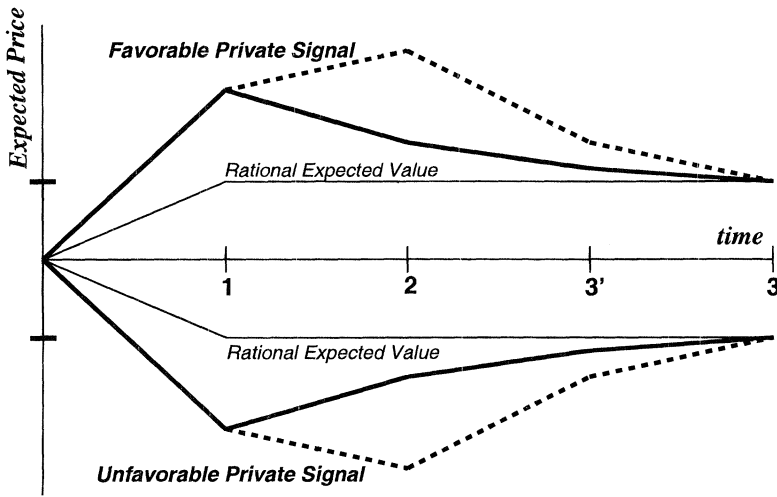 Expected Price
Favorable Private Signal
Rational Expected Value
time
1 2 3' 3
Rational Expected Value
Unfavorable Private Signal